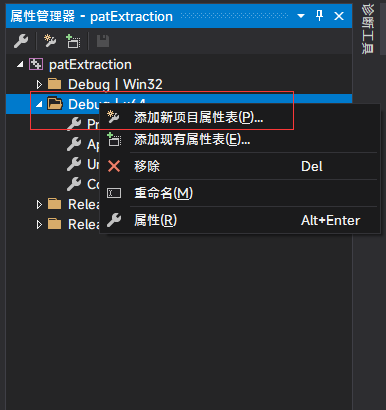 属性管理器 - patExtraction
诊断工具
patExtraction
Debug | Win32
Debug | x64
添加新项目属性表(P)...
添加现有属性表(E)...
移除 Del
重命名(M)
属性(R) Alt+Enter
Pr
Ap
Un
Co
Relea
Relea